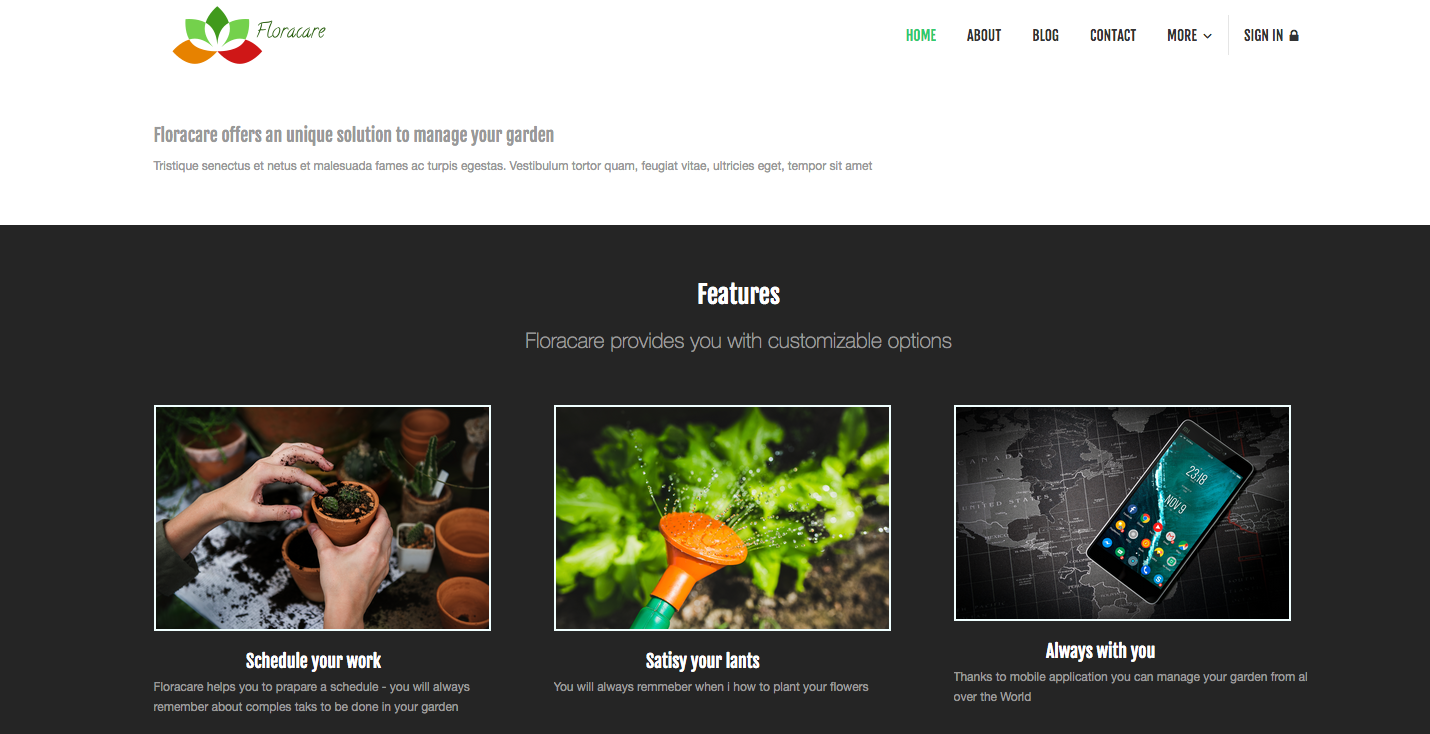 Floracare
HOME ABOUT BLOG CONTACT MORE SIGN IN
Floracare offers an unique solution to manage your garden
Tristique senectus et netus et malesuada fames ac turpis egestas. Vestibulum tortor quam, feugiat vitae, ultricies eget, tempor sit amet
Features
Floracare provides you with customizable options
CANADA
UNITED STATES
23:18
NOV 9
Schedule your work
Floracare helps you to prapare a schedule - you will always
remember about comples taks to be done in your garden
Satisy your lants
You will always remmeber when i how to plant your flowers
Always with you
Thanks to mobile application you can manage your garden from al
over the World